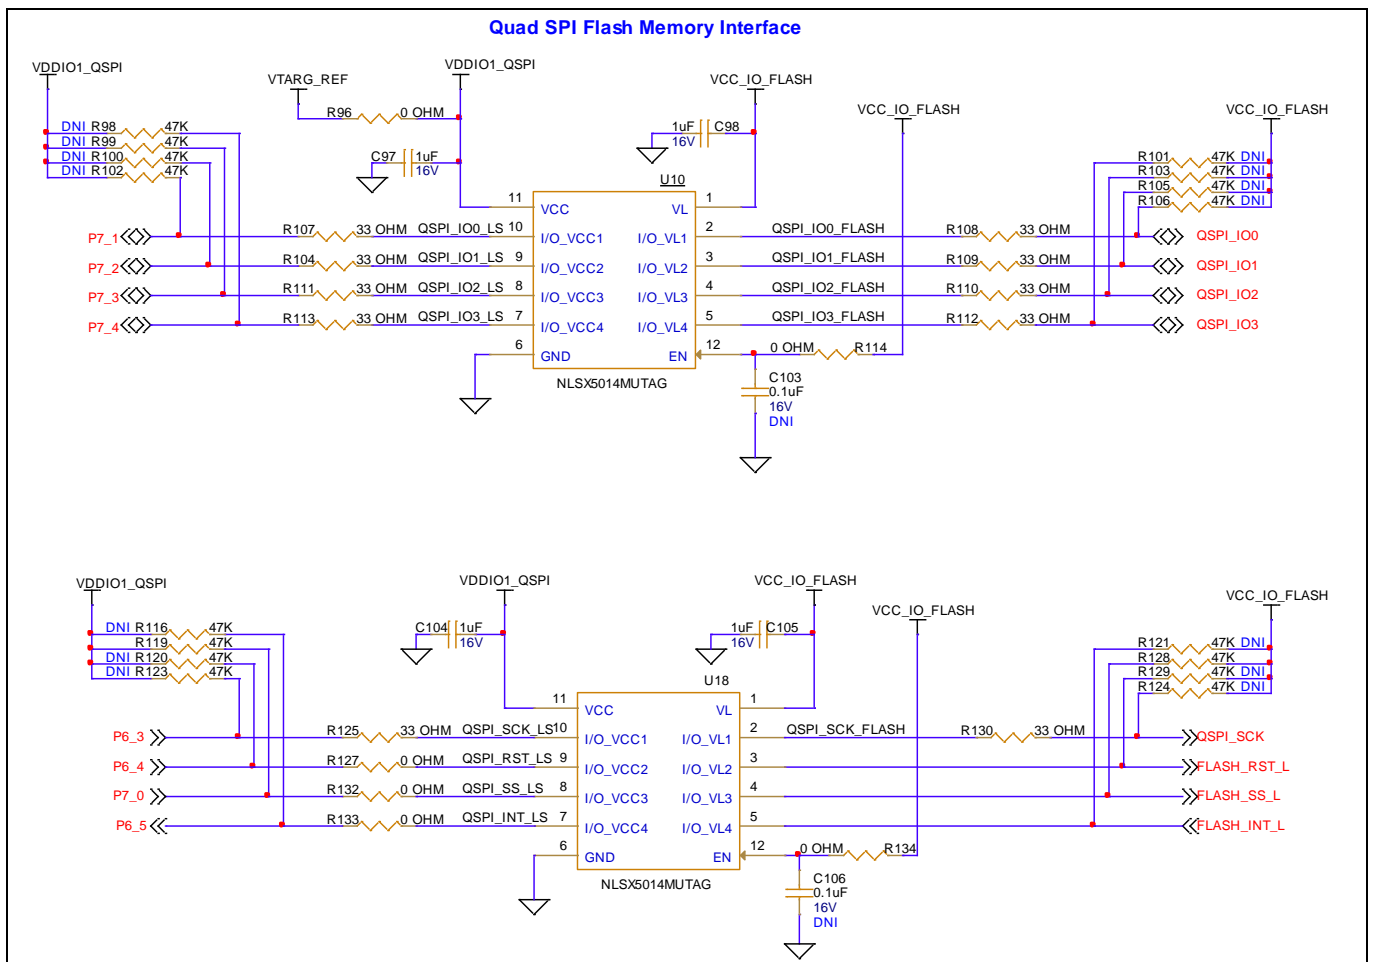 Quad SPI Flash Memory Interface
VDDIO1_QSPI
VTARG_REF
VDDIO1_QSPI
VCC_IO_FLASH
VCC_IO_FLASH
VCC_IO_FLASH
R96 0 OHM
DNI R98 47K
DNI R99 47K
DNI R100 47K
DNI R102 47K
C97 1uF
16V
1uF C98
16V
R101 47K DNI
R103 47K DNI
R105 47K DNI
R106 47K DNI
U10
11 VCC VL 1
P7_1 R107 33 OHM QSPI_IO0_LS 10 I/O_VCC1 I/O_VL1 2 QSPI_IO0_FLASH R108 33 OHM QSPI_IO0
P7_2 R104 33 OHM QSPI_IO1_LS 9 I/O_VCC2 I/O_VL2 3 QSPI_IO1_FLASH R109 33 OHM QSPI_IO1
P7_3 R111 33 OHM QSPI_IO2_LS 8 I/O_VCC3 I/O_VL3 4 QSPI_IO2_FLASH R110 33 OHM QSPI_IO2
P7_4 R113 33 OHM QSPI_IO3_LS 7 I/O_VCC4 I/O_VL4 5 QSPI_IO3_FLASH R112 33 OHM QSPI_IO3
6 GND EN 12 0 OHM R114
NLSX5014MUTAG
C103
0.1uF
16V
DNI
VDDIO1_QSPI
VDDIO1_QSPI
VCC_IO_FLASH
VCC_IO_FLASH
VCC_IO_FLASH
DNI R116 47K
R119 47K
DNI R120 47K
DNI R123 47K
C104 1uF
16V
1uF C105
16V
R121 47K DNI
R128 47K
R129 47K DNI
R124 47K DNI
U18
11 VCC VL 1
P6_3 R125 33 OHM QSPI_SCK_LS 10 I/O_VCC1 I/O_VL1 2 QSPI_SCK_FLASH R130 33 OHM QSPI_SCK
P6_4 R127 0 OHM QSPI_RST_LS 9 I/O_VCC2 I/O_VL2 3 FLASH_RST_L
P7_0 R132 0 OHM QSPI_SS_LS 8 I/O_VCC3 I/O_VL3 4 FLASH_SS_L
P6_5 R133 0 OHM QSPI_INT_LS 7 I/O_VCC4 I/O_VL4 5 FLASH_INT_L
6 GND EN 12 0 OHM R134
NLSX5014MUTAG
C106
0.1uF
16V
DNI